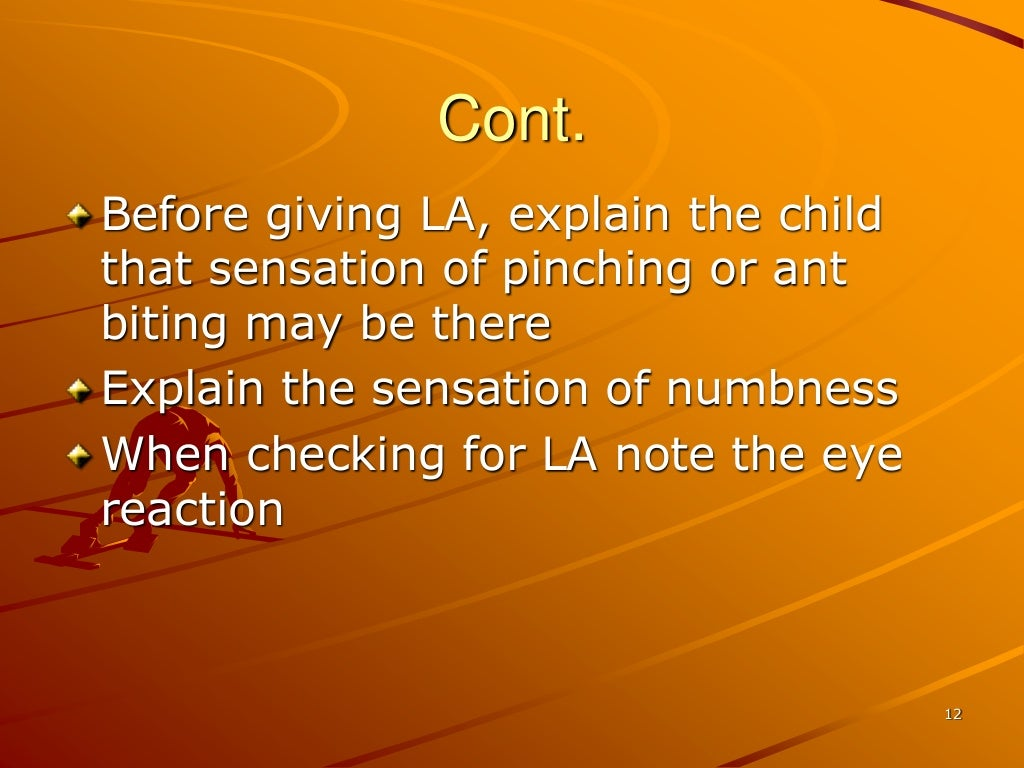 Cont.
Before giving LA, explain the child
that sensation of pinching or ant
biting may be there
Explain the sensation of numbness
When checking for LA note the eye
reaction
12